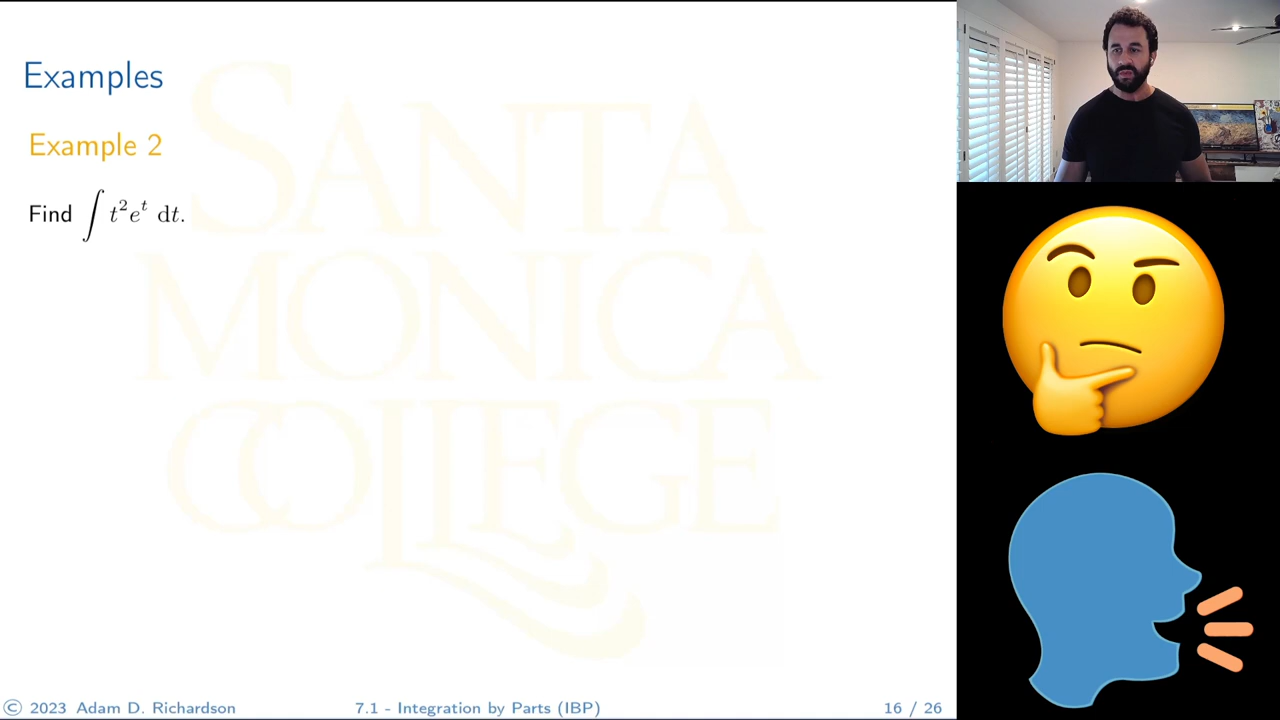 Examples
Example 2
Find ∫ t²eᵗ dt.
SANTA
MONICA
COLLEGE
© 2023 Adam D. Richardson
7.1 - Integration by Parts (IBP)
16 / 26